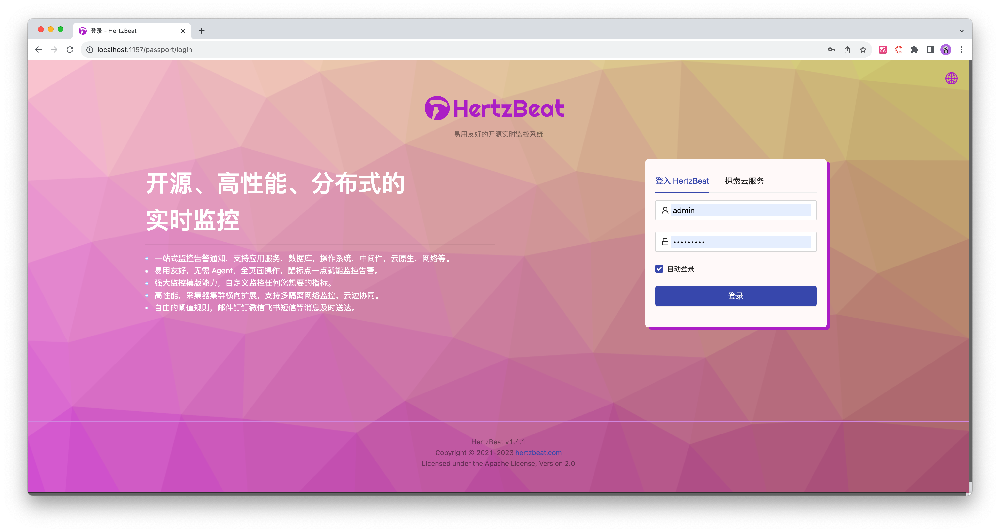 登录 - HertzBeat
localhost:1157/passport/login
HertzBeat
易用友好的开源实时监控系统
开源、高性能、分布式的
实时监控
一站式监控告警通知，支持应用服务，数据库，操作系统，中间件，云原生，网络等。
易用友好，无需 Agent，全页面操作，鼠标点一点就能监控告警。
强大监控模版能力，自定义监控任何您想要的指标。
高性能，采集器集群横向扩展，支持多隔离网络监控，云边协同。
自由的阈值规则，邮件钉钉微信飞书短信等消息及时送达。
登入 HertzBeat 探索云服务
admin
•••••••••
自动登录
登录
HertzBeat v1.4.1
Copyright © 2021-2023 hertzbeat.com
Licensed under the Apache License, Version 2.0